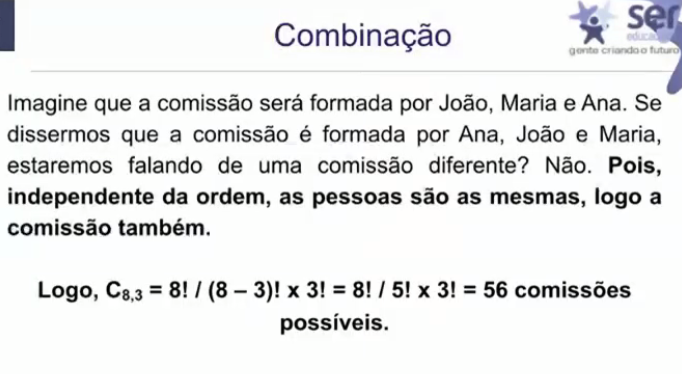 Combinação
ser
educacional
gente criando o futuro
Imagine que a comissão será formada por João, Maria e Ana. Se
dissermos que a comissão é formada por Ana, João e Maria,
estaremos falando de uma comissão diferente? Não. Pois,
independente da ordem, as pessoas são as mesmas, logo a
comissão também.
Logo, C8,3 = 8! / (8 – 3)! x 3! = 8! / 5! x 3! = 56 comissões
possíveis.